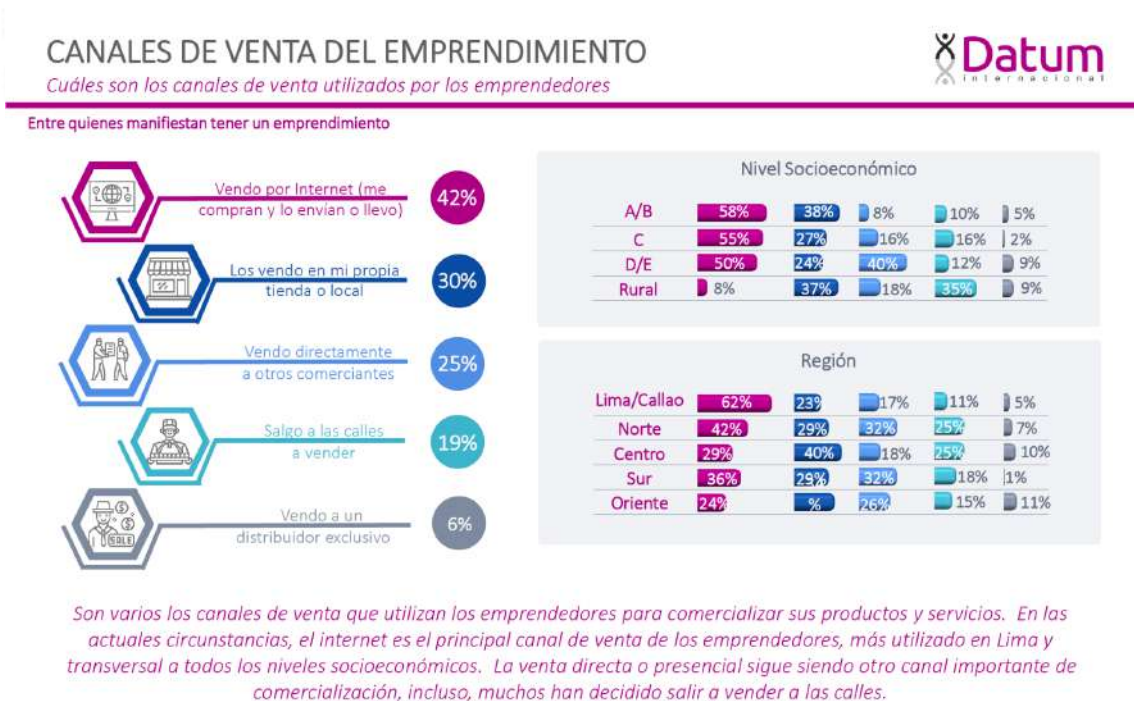 CANALES DE VENTA DEL EMPRENDIMIENTO
Cuáles son los canales de venta utilizados por los emprendedores
Datum
internacional
Entre quienes manifiestan tener un emprendimiento
Vendo por Internet (me
compran y lo envían o llevo)
42%
Los vendo en mi propia
tienda o local
30%
Vendo directamente
a otros comerciantes
25%
Salgo a las calles
a vender
19%
SALE
Vendo a un
distribuidor exclusivo
6%
Nivel Socioeconómico
A/B 58% 38% 8% 10% 5%
C 55% 27% 16% 16% 2%
D/E 50% 24% 40% 12% 9%
Rural 8% 37% 18% 35% 9%
Región
Lima/Callao 62% 23% 17% 11% 5%
Norte 42% 29% 32% 25% 7%
Centro 29% 40% 18% 25% 10%
Sur 36% 29% 32% 18% 1%
Oriente 24% % 26% 15% 11%
Son varios los canales de venta que utilizan los emprendedores para comercializar sus productos y servicios. En las
actuales circunstancias, el internet es el principal canal de venta de los emprendedores, más utilizado en Lima y
transversal a todos los niveles socioeconómicos. La venta directa o presencial sigue siendo otro canal importante de
comercialización, incluso, muchos han decidido salir a vender a las calles.